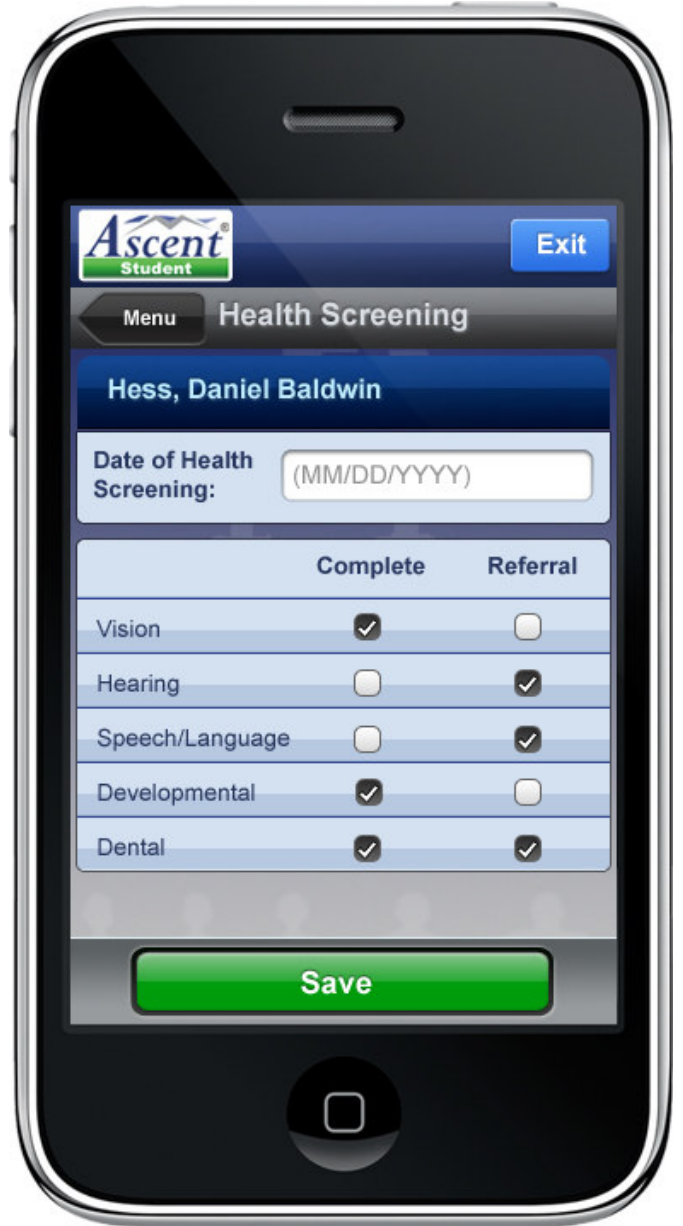 Ascent®
Student
Exit
Menu
Health Screening
Hess, Daniel Baldwin
Date of Health
Screening:
(MM/DD/YYYY)
Complete Referral
Vision
Hearing
Speech/Language
Developmental
Dental
Save